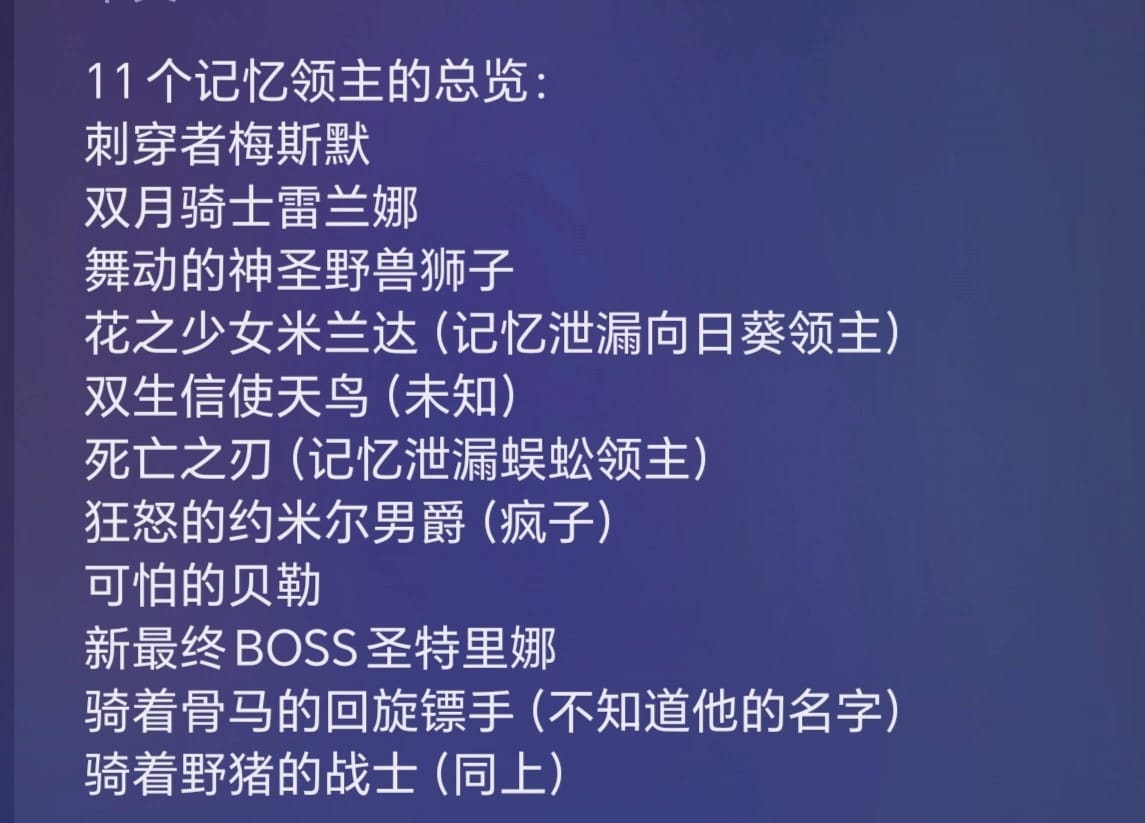 11个记忆领主的总览：
刺穿者梅斯默
双月骑士雷兰娜
舞动的神圣野兽狮子
花之少女米兰达（记忆泄漏向日葵领主）
双生信使天鸟（未知）
死亡之刃（记忆泄漏蜈蚣领主）
狂怒的约米尔男爵（疯子）
可怕的贝勒
新最终BOSS圣特里娜
骑着骨马的回旋镖手（不知道他的名字）
骑着野猪的战士（同上）